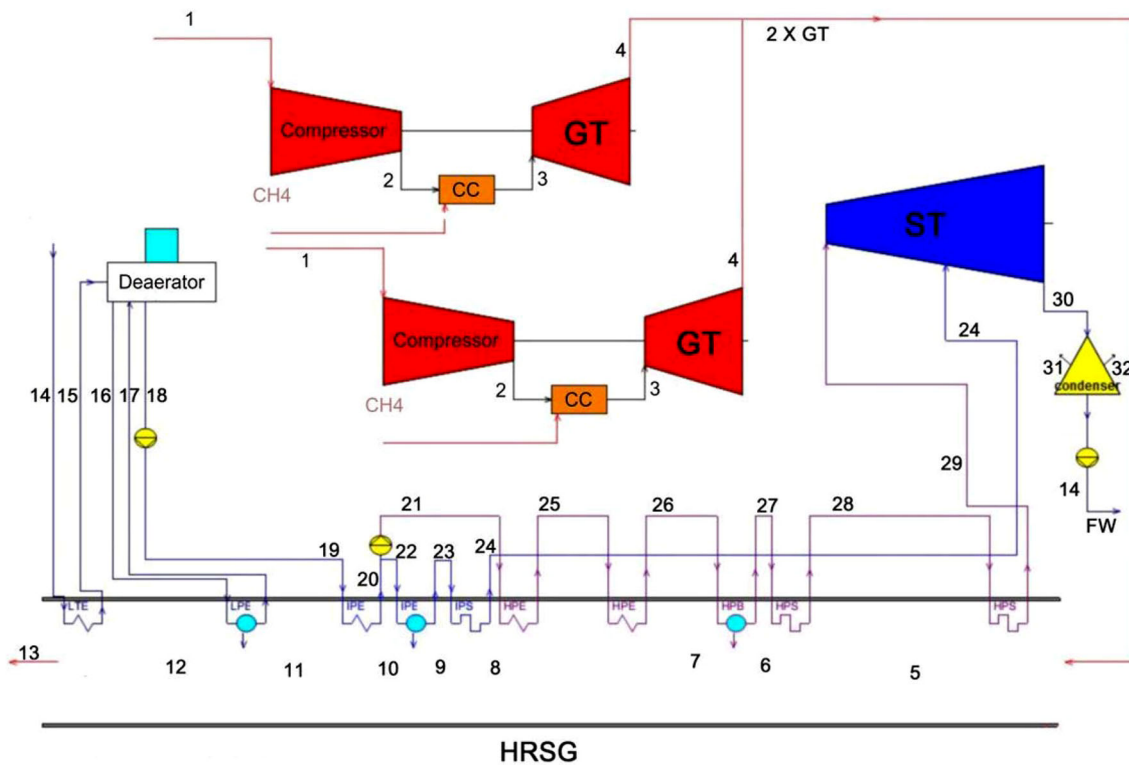 1
4
2 X GT
Compressor
GT
2
CC
3
CH4
ST
1
4
Deaerator
30
24
Compressor
GT
31
32
condenser
2
CC
3
14
15
16
17
18
CH4
29
14
21
25
26
27
28
FW
19
20
22
23
24
LTE
LPE
IPE
IPE
IPS
HPE
HPE
HPB
HPS
HPS
13
12
11
10
9
8
7
6
5
HRSG